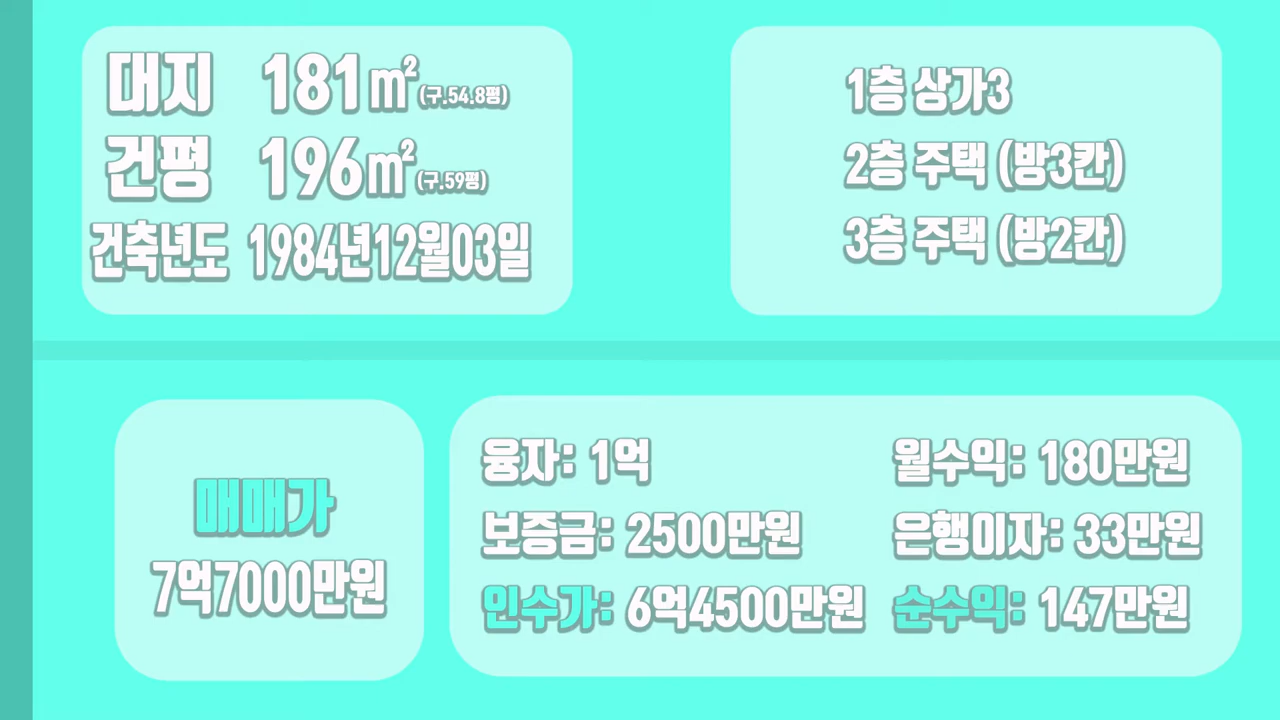 대지 181㎡(구.54.8평)
건평 196㎡(구.59평)
건축년도 1984년12월03일
1층 상가3
2층 주택 (방3칸)
3층 주택 (방2칸)
매매가
7억7000만원
융자: 1억
보증금: 2500만원
인수가: 6억4500만원
월수익: 180만원
은행이자: 33만원
순수익: 147만원